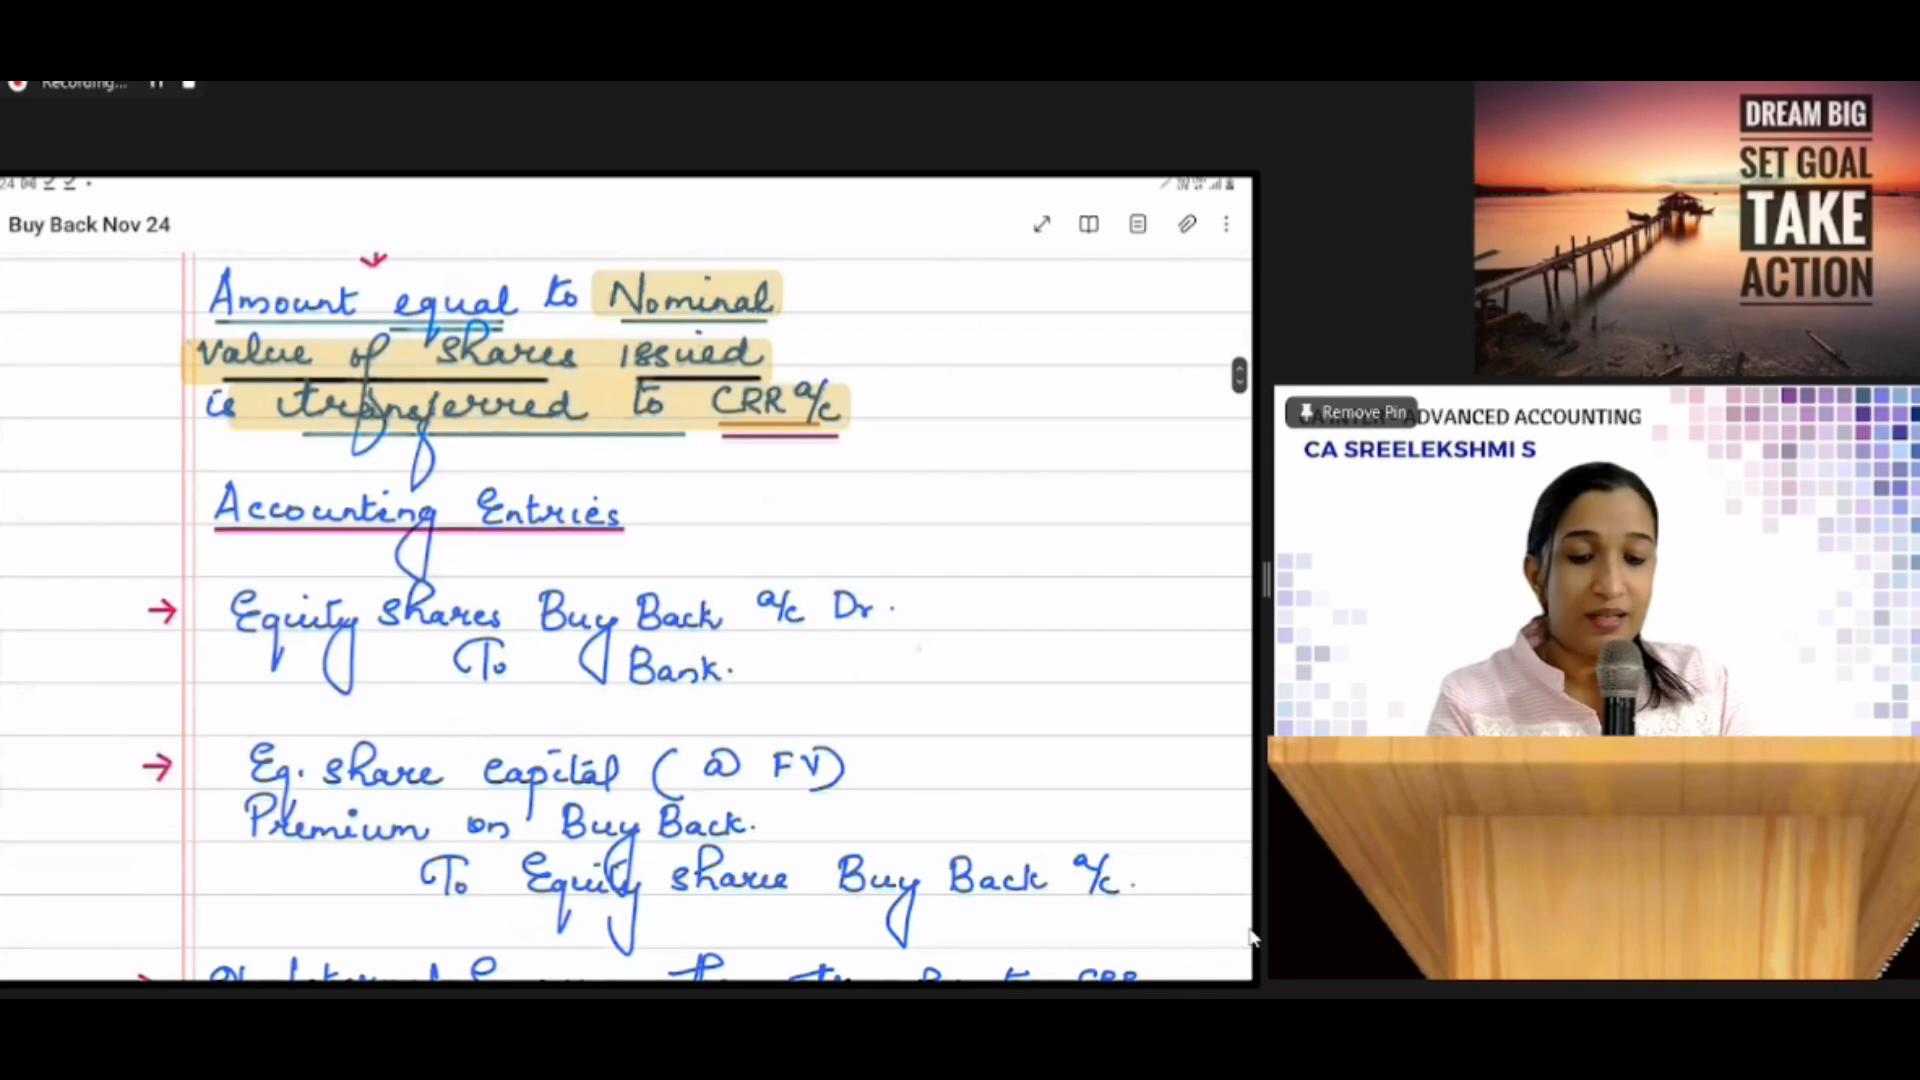 Recording...
Buy Back Nov 24
Amount equal to Nominal
value of shares issued
is transferred to CRR a/c
Accounting Entries
→ Equity shares Buy Back a/c Dr.
To Bank.
→ Eq. share capital (@ FV)
Premium on Buy Back.
To Equity share Buy Back a/c.
DREAM BIG
SET GOAL
TAKE
ACTION
Remove Pin
ADVANCED ACCOUNTING
CA SREELEKSHMI S